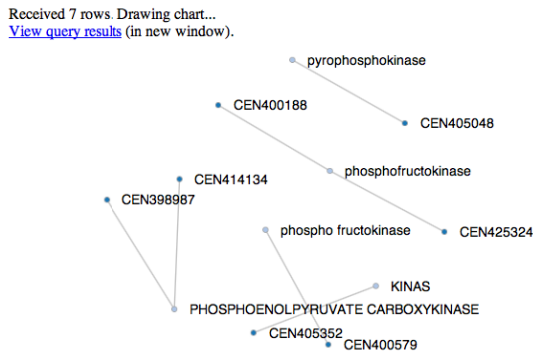 Received 7 rows. Drawing chart...
View query results (in new window).
pyrophosphokinase
CEN400188
CEN405048
phosphofructokinase
CEN414134
CEN398987
phospho fructokinase
CEN425324
KINAS
PHOSPHOENOLPYRUVATE CARBOXYKINASE
CEN405352
CEN400579